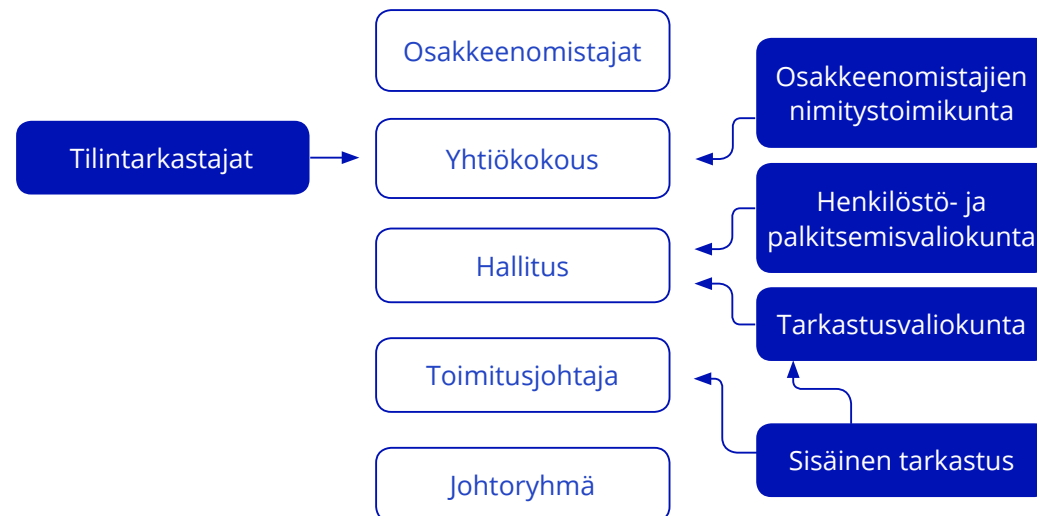 Osakkeenomistajat
Osakkeenomistajien
nimitystoimikunta
Tilintarkastajat
Yhtiökokous
Henkilöstö- ja
palkitsemisvaliokunta
Hallitus
Tarkastusvaliokunta
Toimitusjohtaja
Sisäinen tarkastus
Johtoryhmä